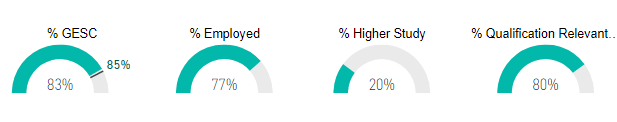 % GESC
% Employed
% Higher Study
% Qualification Relevant..
85%
83%
77%
20%
80%